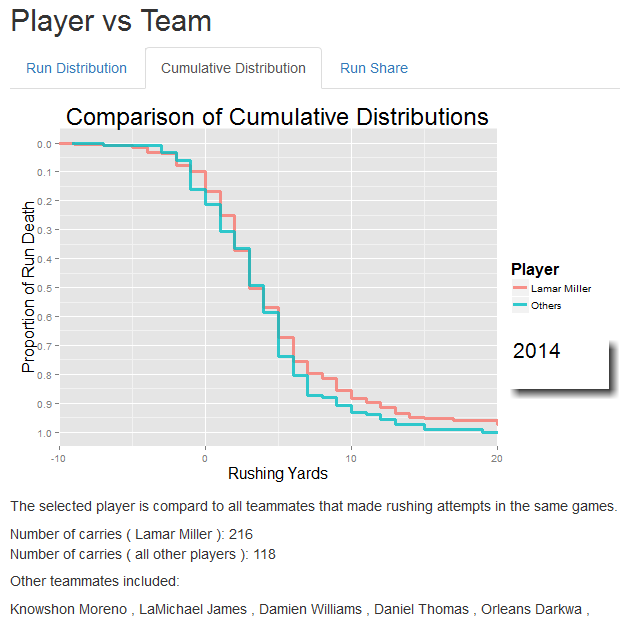 Player vs Team
Run Distribution
Cumulative Distribution
Run Share
Comparison of Cumulative Distributions
0.0
0.1
0.2
0.3
0.4
0.5
0.6
0.7
0.8
0.9
1.0
Proportion of Run Death
-10
0
10
20
Rushing Yards
Player
Lamar Miller
Others
2014
The selected player is compard to all teammates that made rushing attempts in the same games.
Number of carries ( Lamar Miller ): 216
Number of carries ( all other players ): 118
Other teammates included:
Knowshon Moreno , LaMichael James , Damien Williams , Daniel Thomas , Orleans Darkwa ,